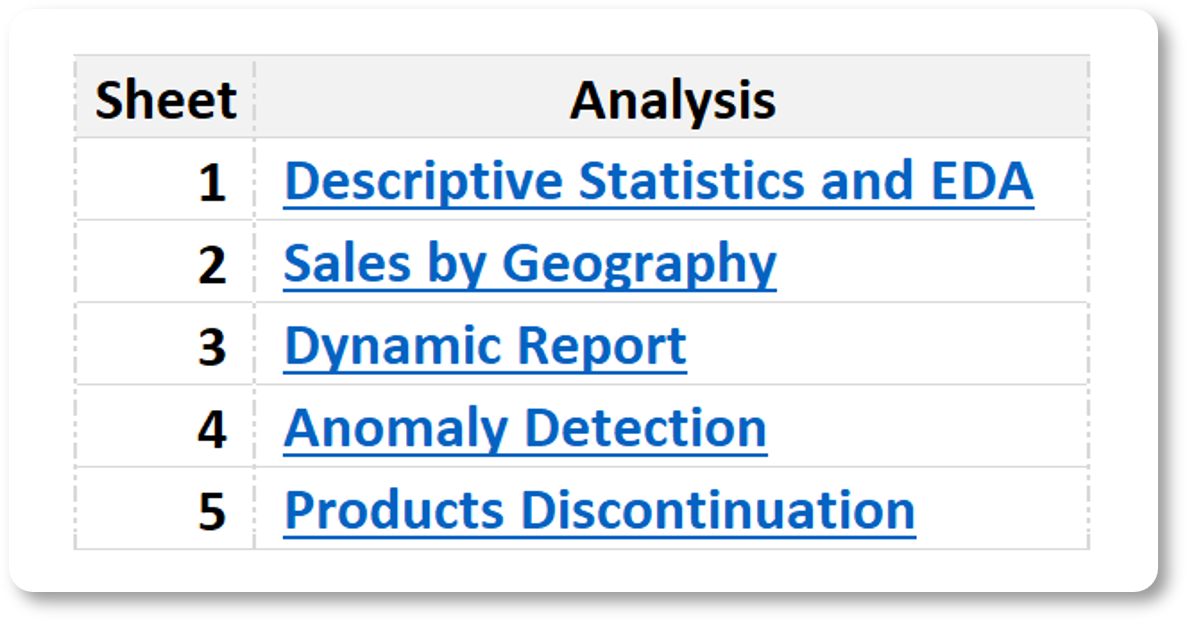 Sheet Analysis
1 Descriptive Statistics and EDA
2 Sales by Geography
3 Dynamic Report
4 Anomaly Detection
5 Products Discontinuation